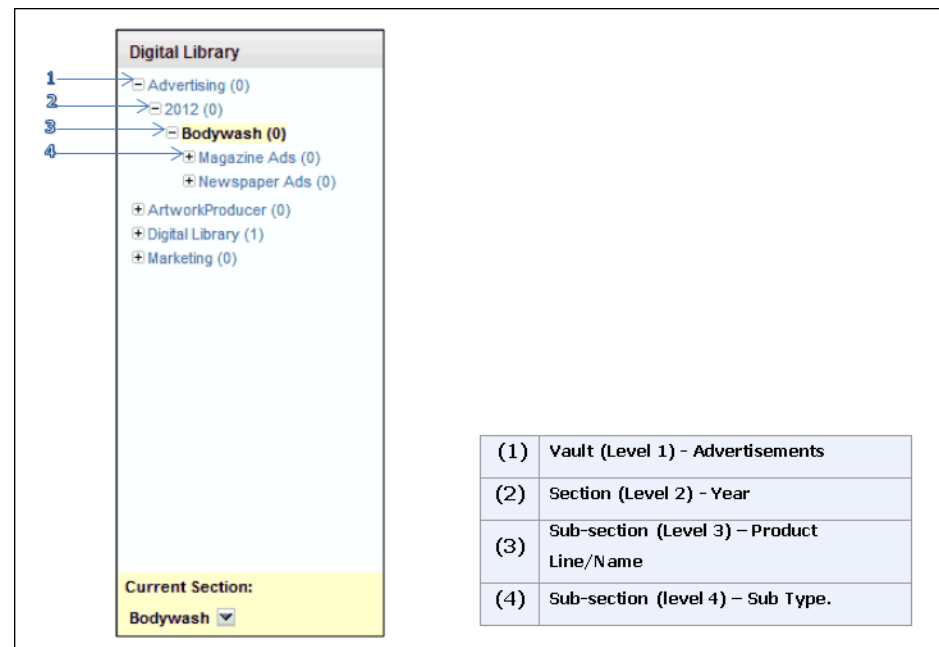 Digital Library
1
Advertising (0)
2
2012 (0)
3
Bodywash (0)
4
Magazine Ads (0)
Newspaper Ads (0)
ArtworkProducer (0)
Digital Library (1)
Marketing (0)
Current Section:
Bodywash
(1) Vault (Level 1) - Advertisements
(2) Section (Level 2) - Year
(3) Sub-section (Level 3) – Product
Line/Name
(4) Sub-section (level 4) – Sub Type.